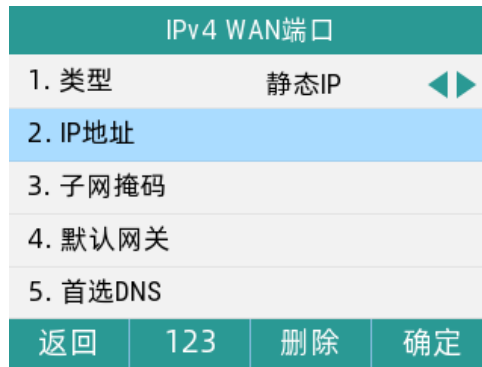 IPv4 WAN端口
1. 类型 静态IP
2. IP地址
3. 子网掩码
4. 默认网关
5. 首选DNS
返回 123 删除 确定